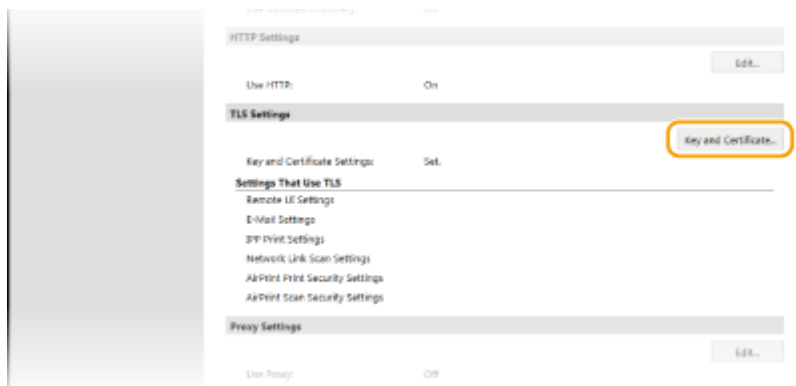 HTTP Settings
Edit...
Use HTTP: On
TLS Settings
Key and Certificate...
Key and Certificate Settings: Set.
Settings That Use TLS
Remote UI Settings
E-Mail Settings
IPP Print Settings
Network Link Scan Settings
AirPrint Print Security Settings
AirPrint Scan Security Settings
Proxy Settings
Edit...
Use Proxy: Off